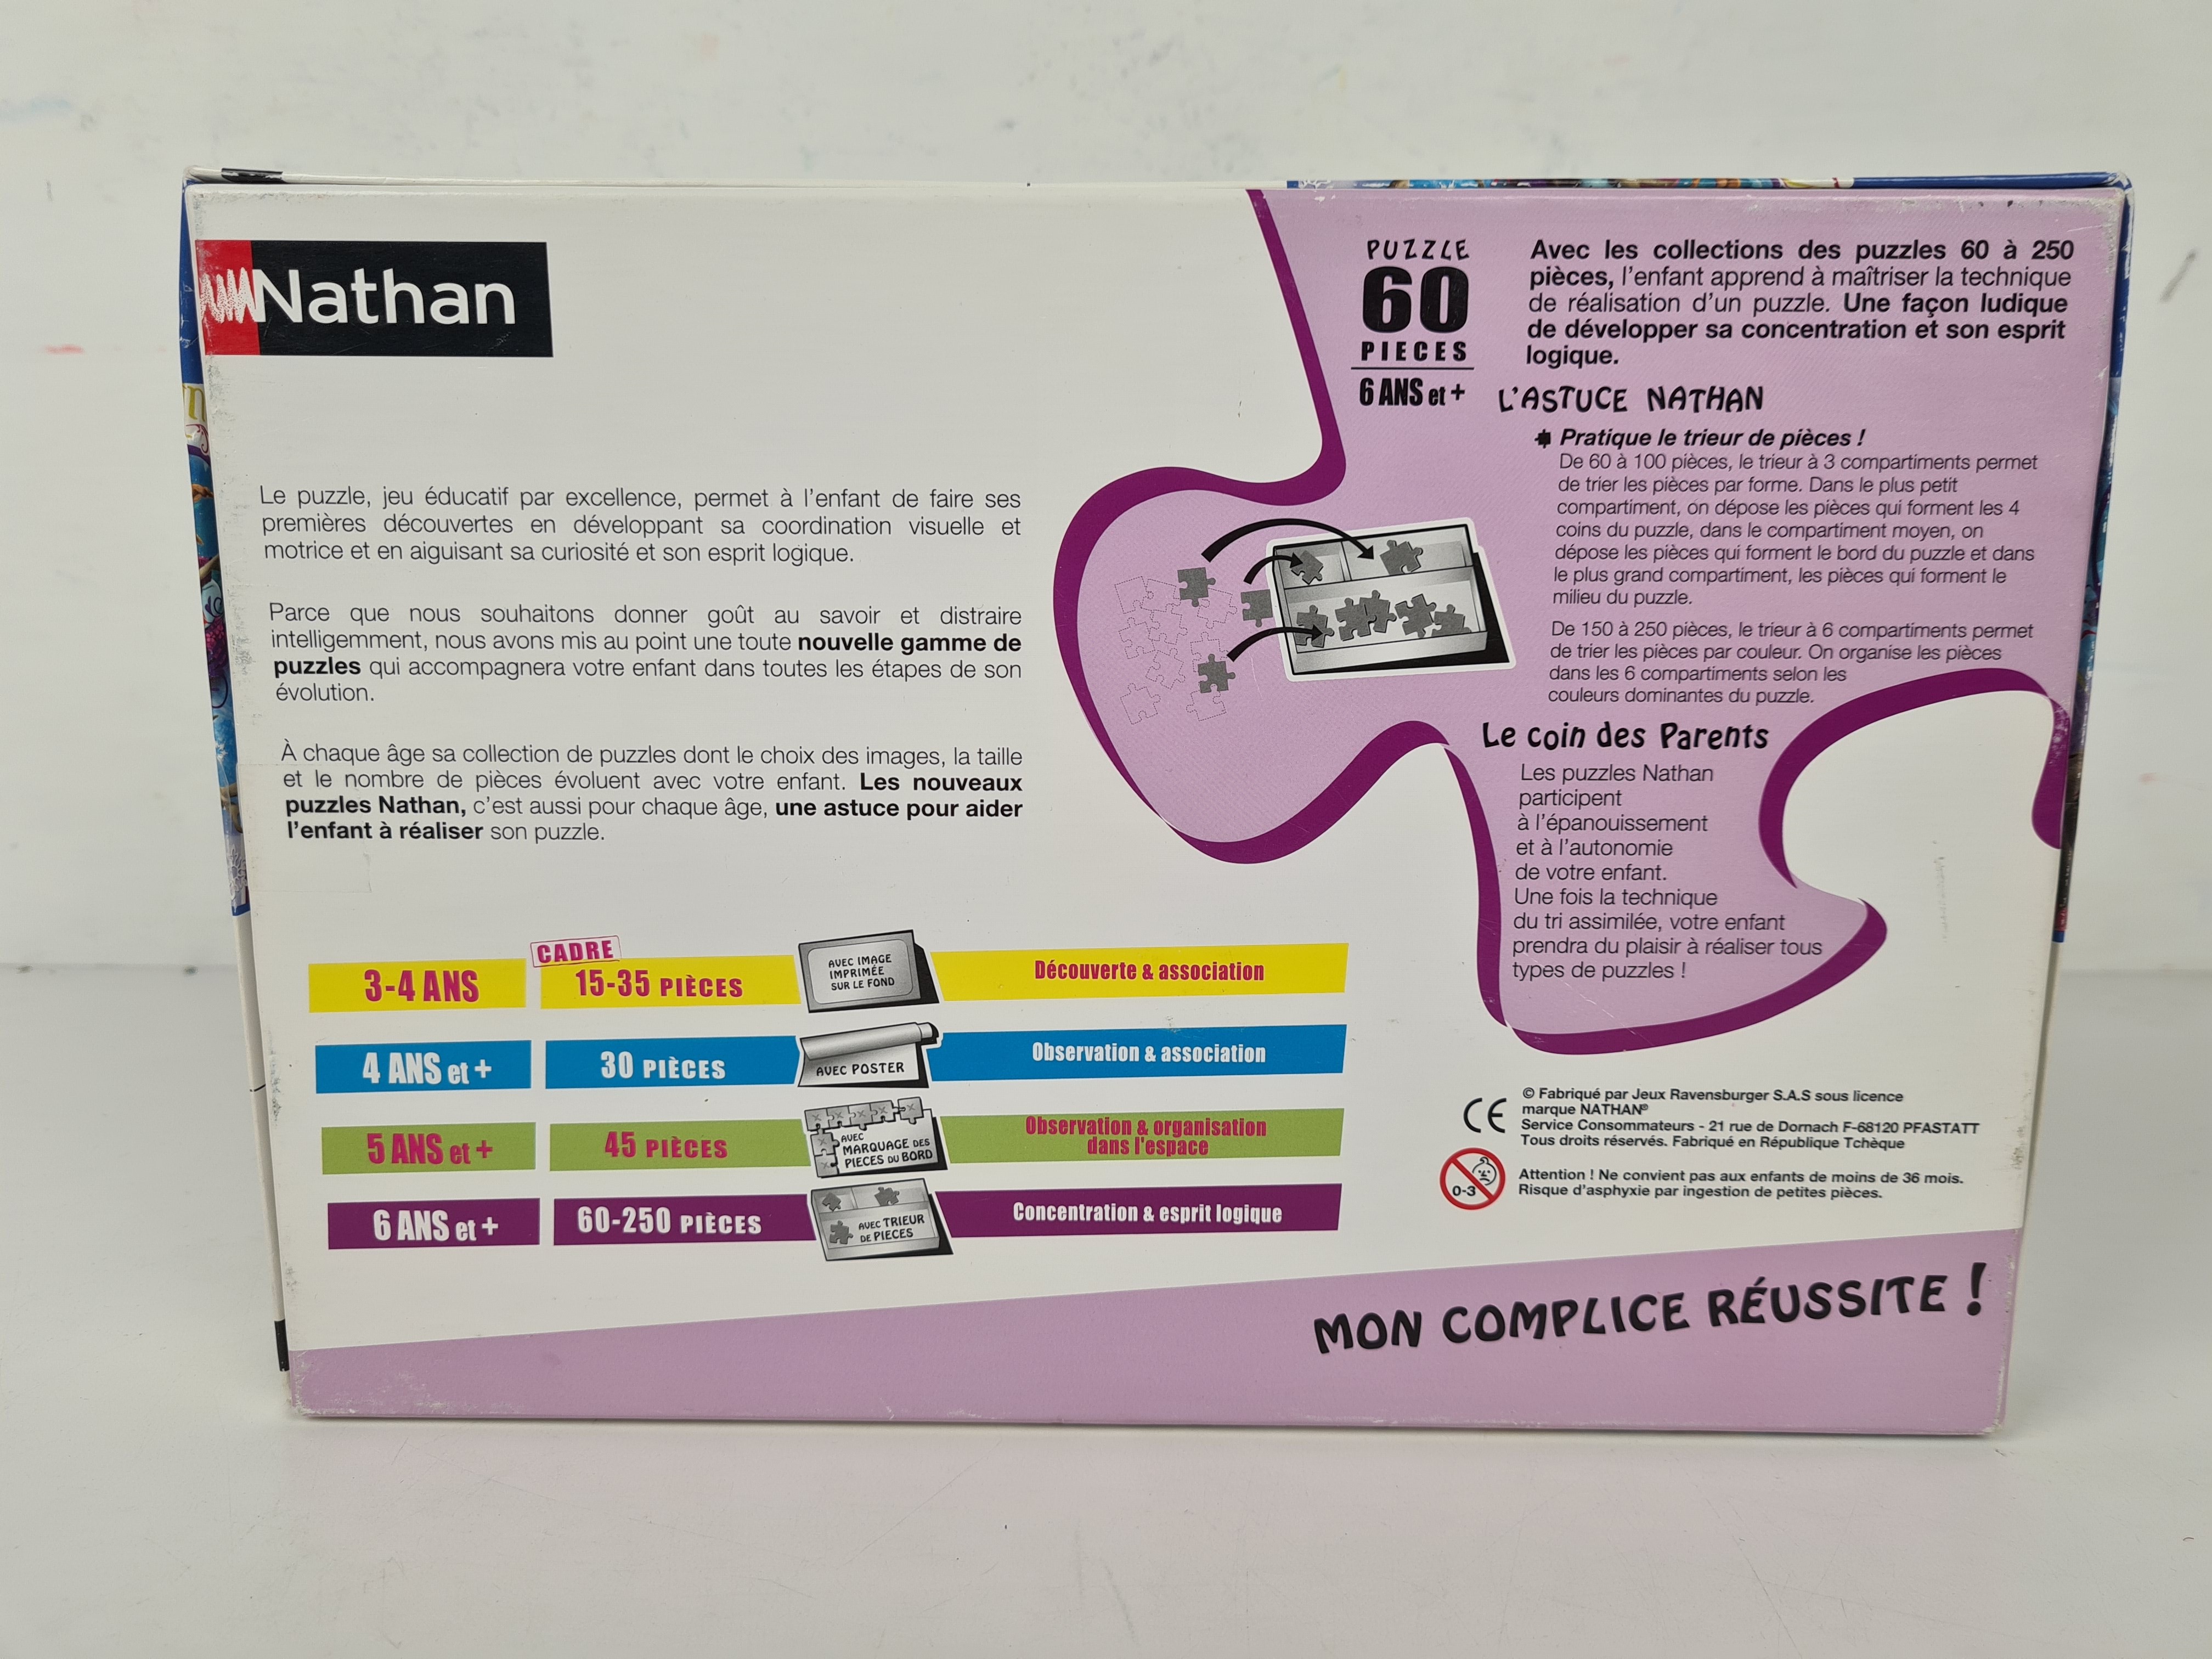 Nathan
Le puzzle, jeu éducatif par excellence, permet à l'enfant de faire ses
premières découvertes en développant sa coordination visuelle et
motrice et en aiguisant sa curiosité et son esprit logique.
Parce que nous souhaitons donner goût au savoir et distraire
intelligemment, nous avons mis au point une toute nouvelle gamme de
puzzles qui accompagnera votre enfant dans toutes les étapes de son
évolution.
À chaque âge sa collection de puzzles dont le choix des images, la taille
et le nombre de pièces évoluent avec votre enfant. Les nouveaux
puzzles Nathan, c'est aussi pour chaque âge, une astuce pour aider
l'enfant à réaliser son puzzle.
PUZZLE
60
PIECES
6 ANS et +
Avec les collections des puzzles 60 à 250
pièces, l'enfant apprend à maîtriser la technique
de réalisation d'un puzzle. Une façon ludique
de développer sa concentration et son esprit
logique.
L'ASTUCE NATHAN
Pratique le trieur de pièces !
De 60 à 100 pièces, le trieur à 3 compartiments permet
de trier les pièces par forme. Dans le plus petit
compartiment, on dépose les pièces qui forment les 4
coins du puzzle, dans le compartiment moyen, on
dépose les pièces qui forment le bord du puzzle et dans
le plus grand compartiment, les pièces qui forment le
milieu du puzzle.
De 150 à 250 pièces, le trieur à 6 compartiments permet
de trier les pièces par couleur. On organise les pièces
dans les 6 compartiments selon les
couleurs dominantes du puzzle.
Le coin des Parents
Les puzzles Nathan
participent
à l'épanouissement
et à l'autonomie
de votre enfant.
Une fois la technique
du tri assimilée, votre enfant
prendra du plaisir à réaliser tous
types de puzzles !
CADRE
3-4 ANS 15-35 PIÈCES AVEC IMAGE Découverte & association
IMPRIMÉE
SUR LE FOND
4 ANS et + 30 PIÈCES AVEC POSTER Observation & association
5 ANS et + 45 PIÈCES AVEC Observation & organisation
MARQUAGE DES dans l'espace
PIECES DU BORD
6 ANS et + 60-250 PIÈCES AVEC TRIEUR Concentration & esprit logique
DE PIECES
CE
© Fabriqué par Jeux Ravensburger S.A.S sous licence
marque NATHAN®
Service Consommateurs - 21 rue de Dornach F-68120 PFASTATT
Tous droits réservés. Fabriqué en République Tchèque
0-3
Attention ! Ne convient pas aux enfants de moins de 36 mois.
Risque d'asphyxie par ingestion de petites pièces.
MON COMPLICE RÉUSSITE !